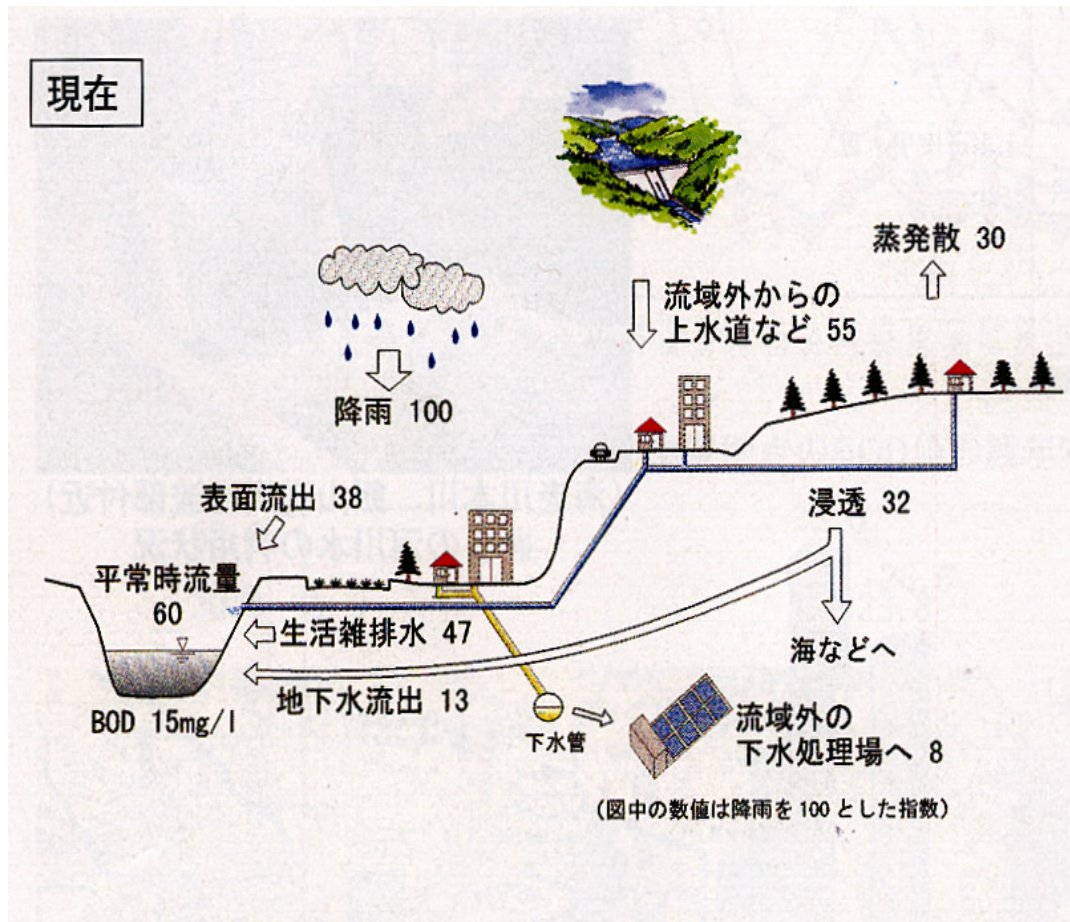 現在
蒸発散 30
流域外からの
上水道など 55
降雨 100
表面流出 38
浸透 32
平常時流量
60
生活雑排水 47
海などへ
地下水流出 13
BOD 15mg/l
下水管
流域外の
下水処理場へ 8
(図中の数値は降雨を100とした指数)